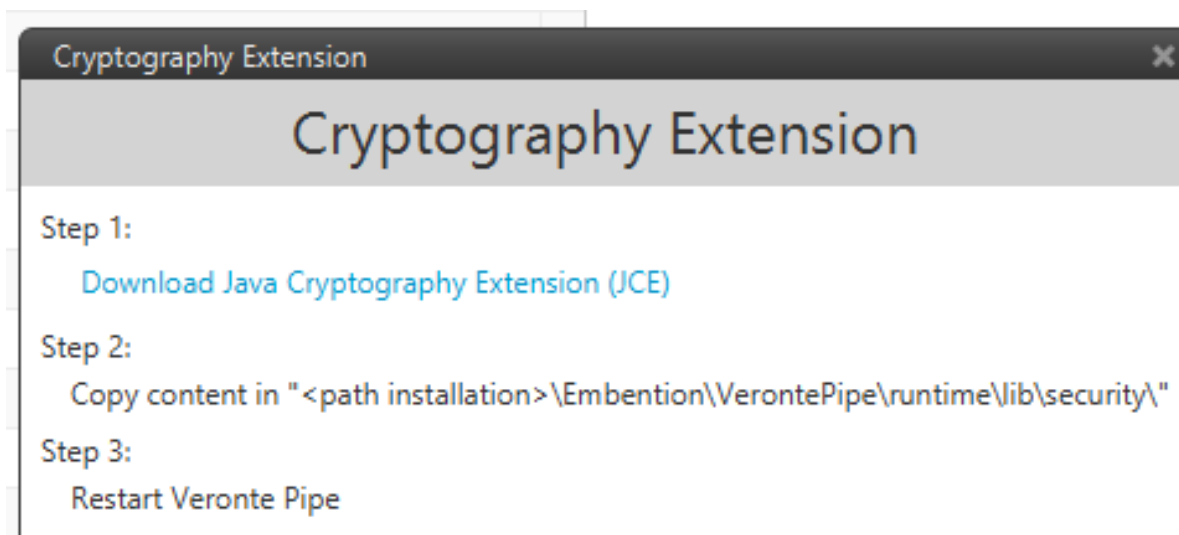 Cryptography Extension
Cryptography Extension
Step 1:
Download Java Cryptography Extension (JCE)
Step 2:
Copy content in "<path installation>\Embention\VerontePipe\runtime\lib\security\"
Step 3:
Restart Veronte Pipe